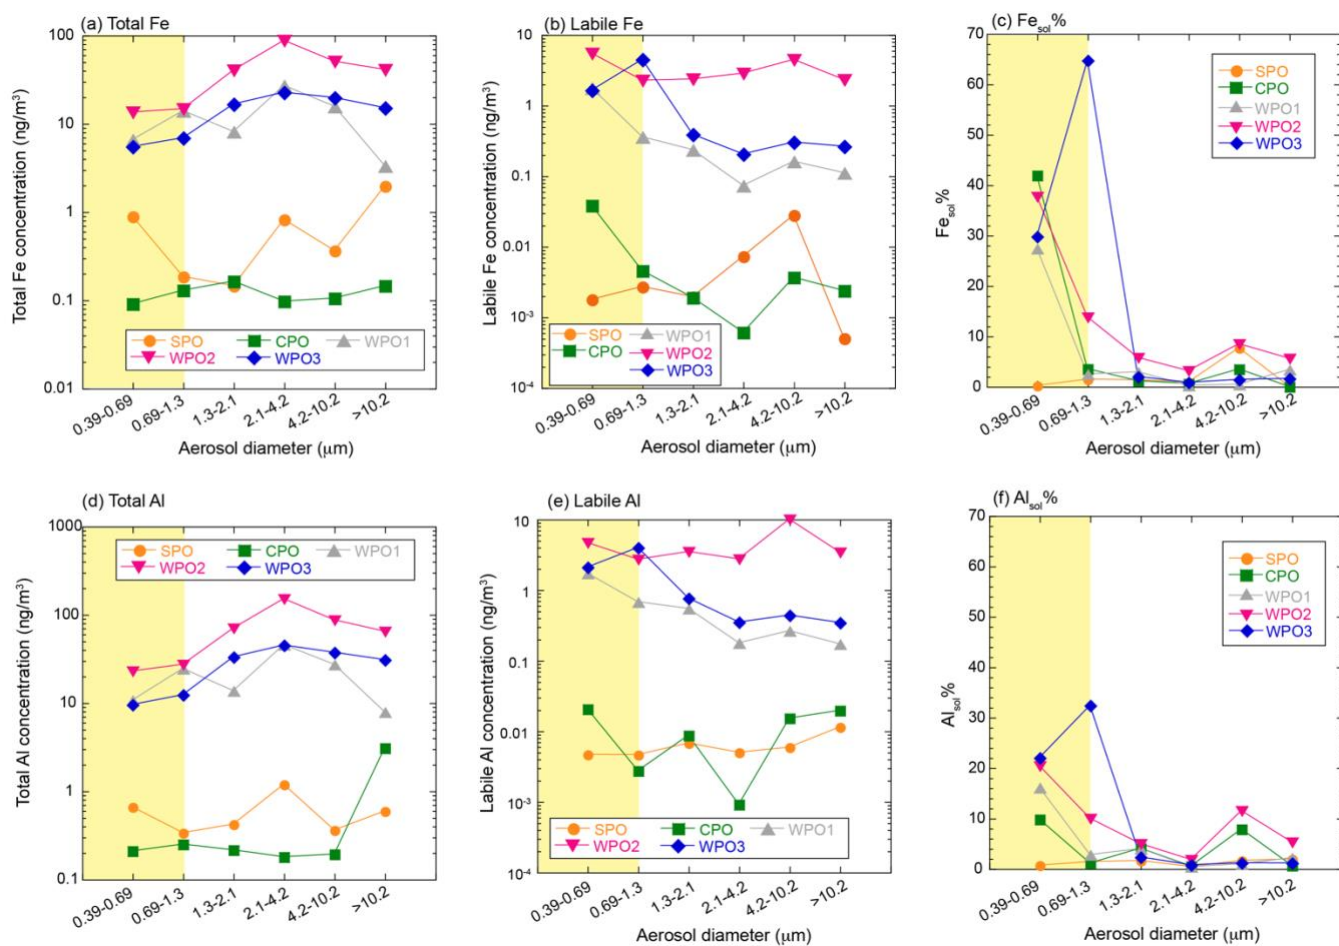 (a) Total Fe
Total Fe concentration (ng/m³)
100
10
1
0.1
0.01
SPO CPO WPO1
WPO2 WPO3
0.39-0.69 0.69-1.3 1.3-2.1 2.1-4.2 4.2-10.2 >10.2
Aerosol diameter (μm)
(b) Labile Fe
Labile Fe concentration (ng/m³)
10
1
0.1
0.01
10⁻³
10⁻⁴
SPO WPO1
CPO WPO2
WPO3
0.39-0.69 0.69-1.3 1.3-2.1 2.1-4.2 4.2-10.2 >10.2
Aerosol diameter (μm)
(c) Feₛₒₗ%
Feₛₒₗ%
70
60
50
40
30
20
10
0
SPO
CPO
WPO1
WPO2
WPO3
0.39-0.69 0.69-1.3 1.3-2.1 2.1-4.2 4.2-10.2 >10.2
Aerosol diameter (μm)
(d) Total Al
Total Al concentration (ng/m³)
1000
100
10
1
0.1
SPO CPO WPO1
WPO2 WPO3
0.39-0.69 0.69-1.3 1.3-2.1 2.1-4.2 4.2-10.2 >10.2
Aerosol diameter (μm)
(e) Labile Al
Labile Al concentration (ng/m³)
10
1
0.1
0.01
10⁻³
10⁻⁴
SPO CPO WPO1
WPO2 WPO3
0.39-0.69 0.69-1.3 1.3-2.1 2.1-4.2 4.2-10.2 >10.2
Aerosol diameter (μm)
(f) Alₛₒₗ%
Alₛₒₗ%
70
60
50
40
30
20
10
0
SPO
CPO
WPO1
WPO2
WPO3
0.39-0.69 0.69-1.3 1.3-2.1 2.1-4.2 4.2-10.2 >10.2
Aerosol diameter (μm)